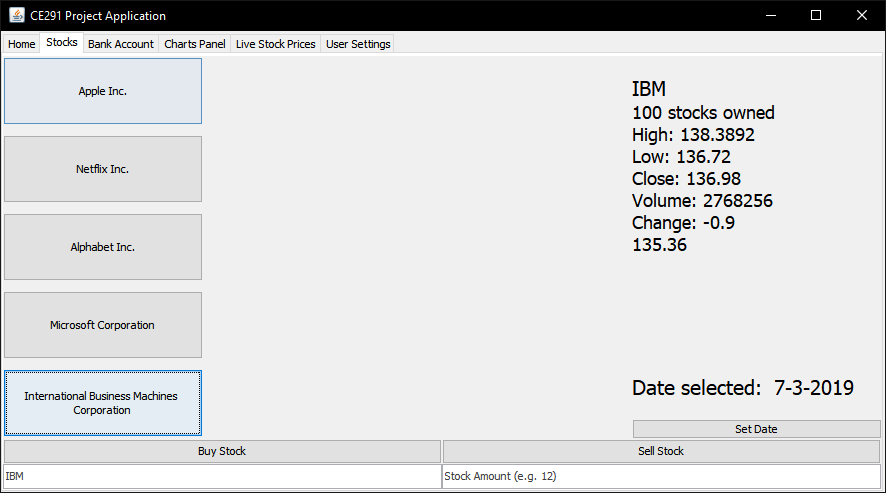 CE291 Project Application
Home Stocks Bank Account Charts Panel Live Stock Prices User Settings
Apple Inc.
Netflix Inc.
Alphabet Inc.
Microsoft Corporation
International Business Machines
Corporation
IBM
100 stocks owned
High: 138.3892
Low: 136.72
Close: 136.98
Volume: 2768256
Change: -0.9
135.36
Date selected: 7-3-2019
Set Date
Buy Stock Sell Stock
IBM Stock Amount (e.g. 12)